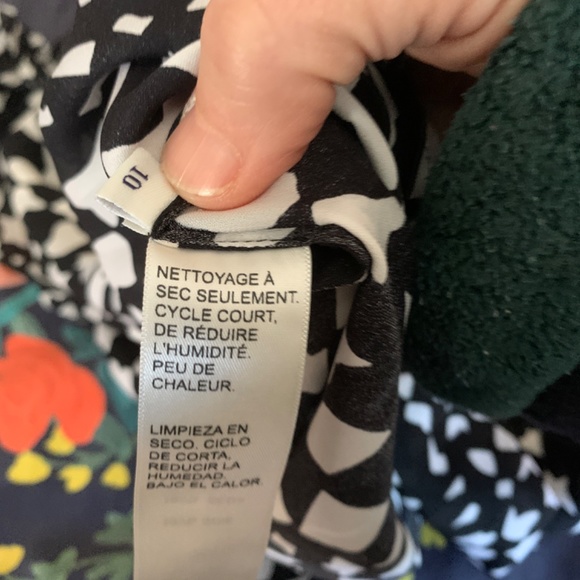 10
NETTOYAGE À
SEC SEULEMENT.
CYCLE COURT,
DE RÉDUIRE
L'HUMIDITÉ.
PEU DE
CHALEUR.
LIMPIEZA EN
SECO, CICLO
DE CORTA,
REDUCIR LA
HUMEDAD.
BAJO EL CALOR.